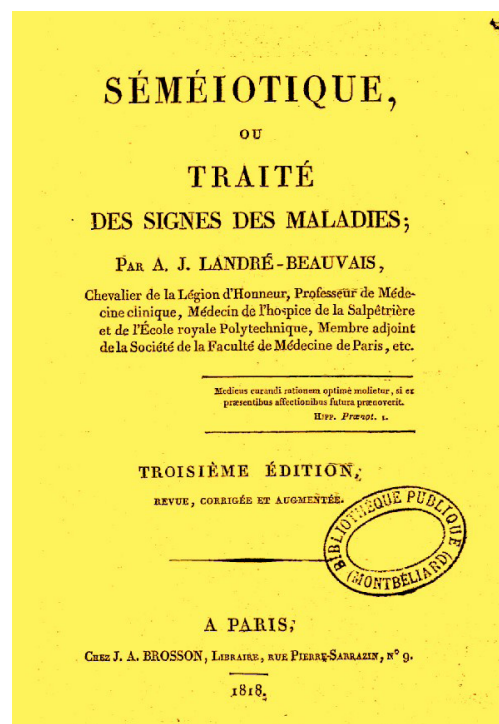 SÉMÉIOTIQUE,
OU
TRAITÉ
DES SIGNES DES MALADIES;
PAR A. J. LANDRÉ-BEAUVAIS,
Chevalier de la Légion d'Honneur, Professeur de Méde-
cine clinique, Médecin de l'hospice de la Salpêtrière
et de l'École royale Polytechnique, Membre adjoint
de la Société de la Faculté de Médecine de Paris, etc.
Medicus curandi rationem optimè molietur, si ex
præsentibus affectionibus futura prænoverit.
HIPP. Prænot. 1.
TROISIÈME ÉDITION,
REVUE, CORRIGÉE ET AUGMENTÉE.
BIBLIOTHÈQUE PUBLIQUE
(MONTBÉLIARD)
A PARIS,
CHEZ J. A. BROSSON, LIBRAIRE, RUE PIERRE-SARRAZIN, N° 9.
1818.